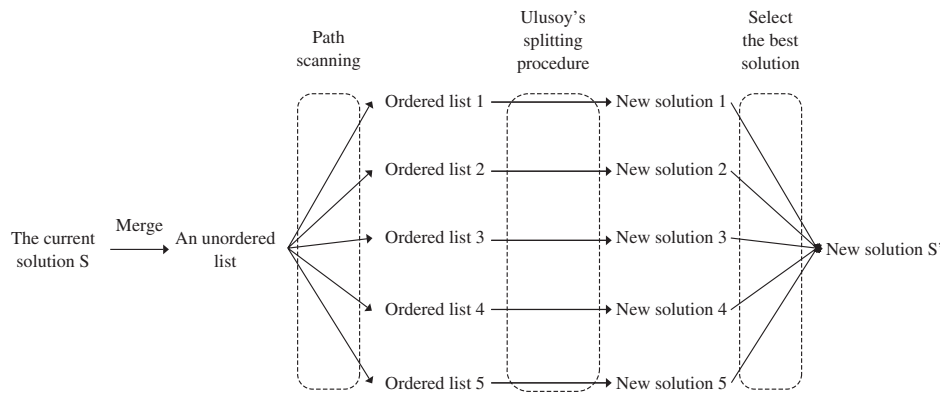 Path
scanning
Ulusoy's
splitting
procedure
Select
the best
solution
Ordered list 1
New solution 1
Ordered list 2
New solution 2
The current
solution S
Merge
An unordered
list
Ordered list 3
New solution 3
New solution S'
Ordered list 4
New solution 4
Ordered list 5
New solution 5